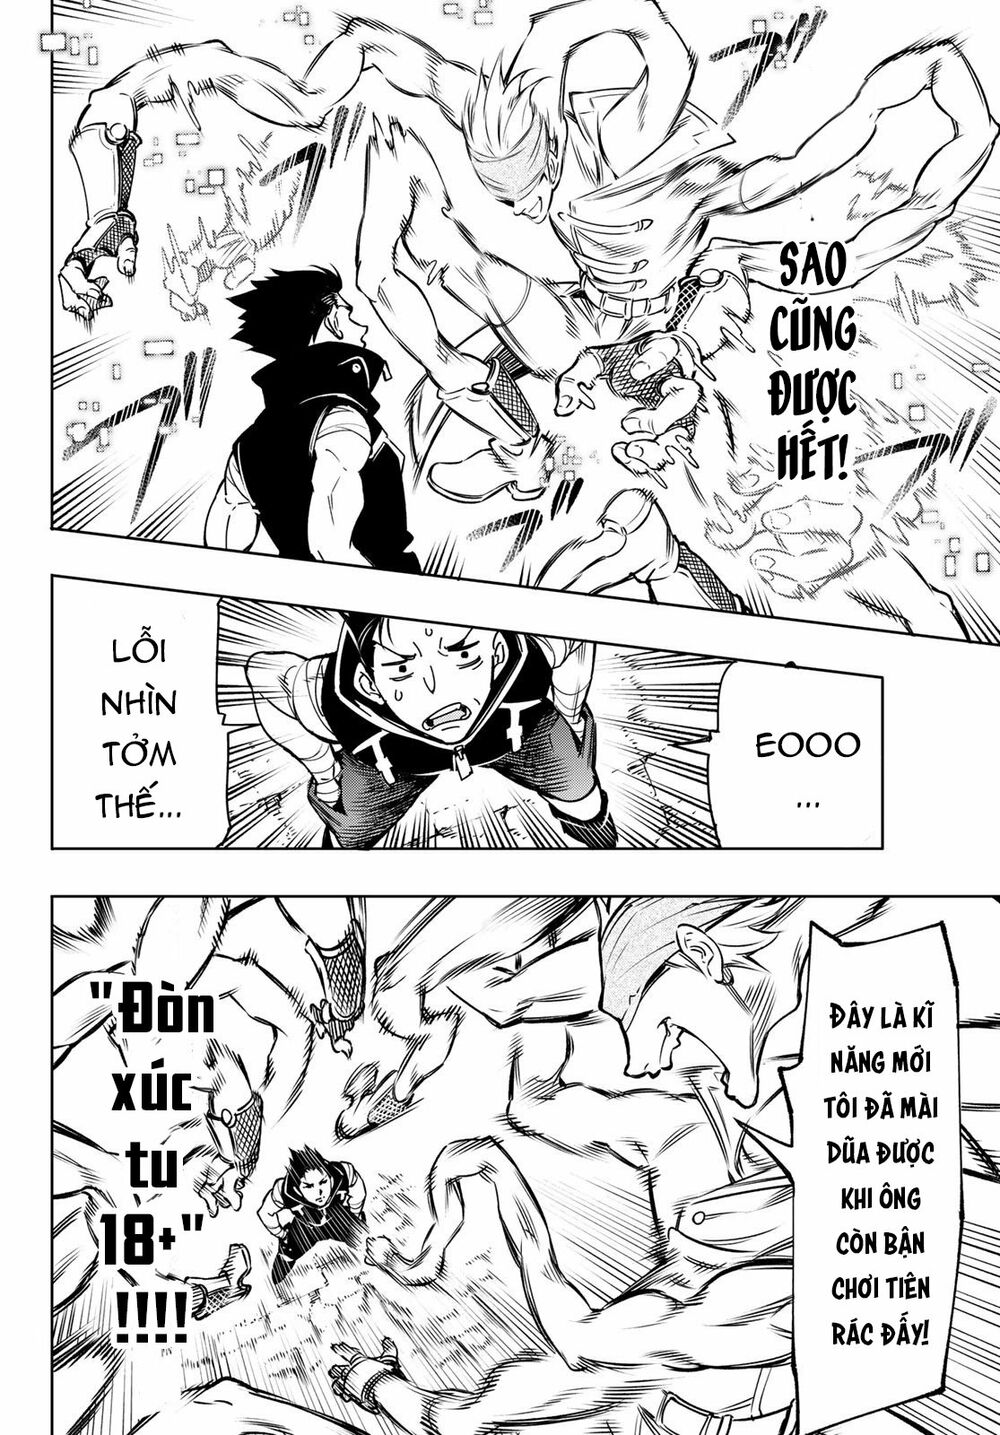 SAO
CŨNG
ĐƯỢC
HẾT!
EOOO
...
LỖI
NHÌN
TỞM
THẾ...
ĐÂY LÀ KĨ
NĂNG MỚI
TÔI ĐÃ MÀI
DŨA ĐƯỢC
KHI ÔNG
CÒN BẬN
CHƠI TIÊN
RÁC ĐẤY!
"Đòn
xúc
tu
18+"
!!!!